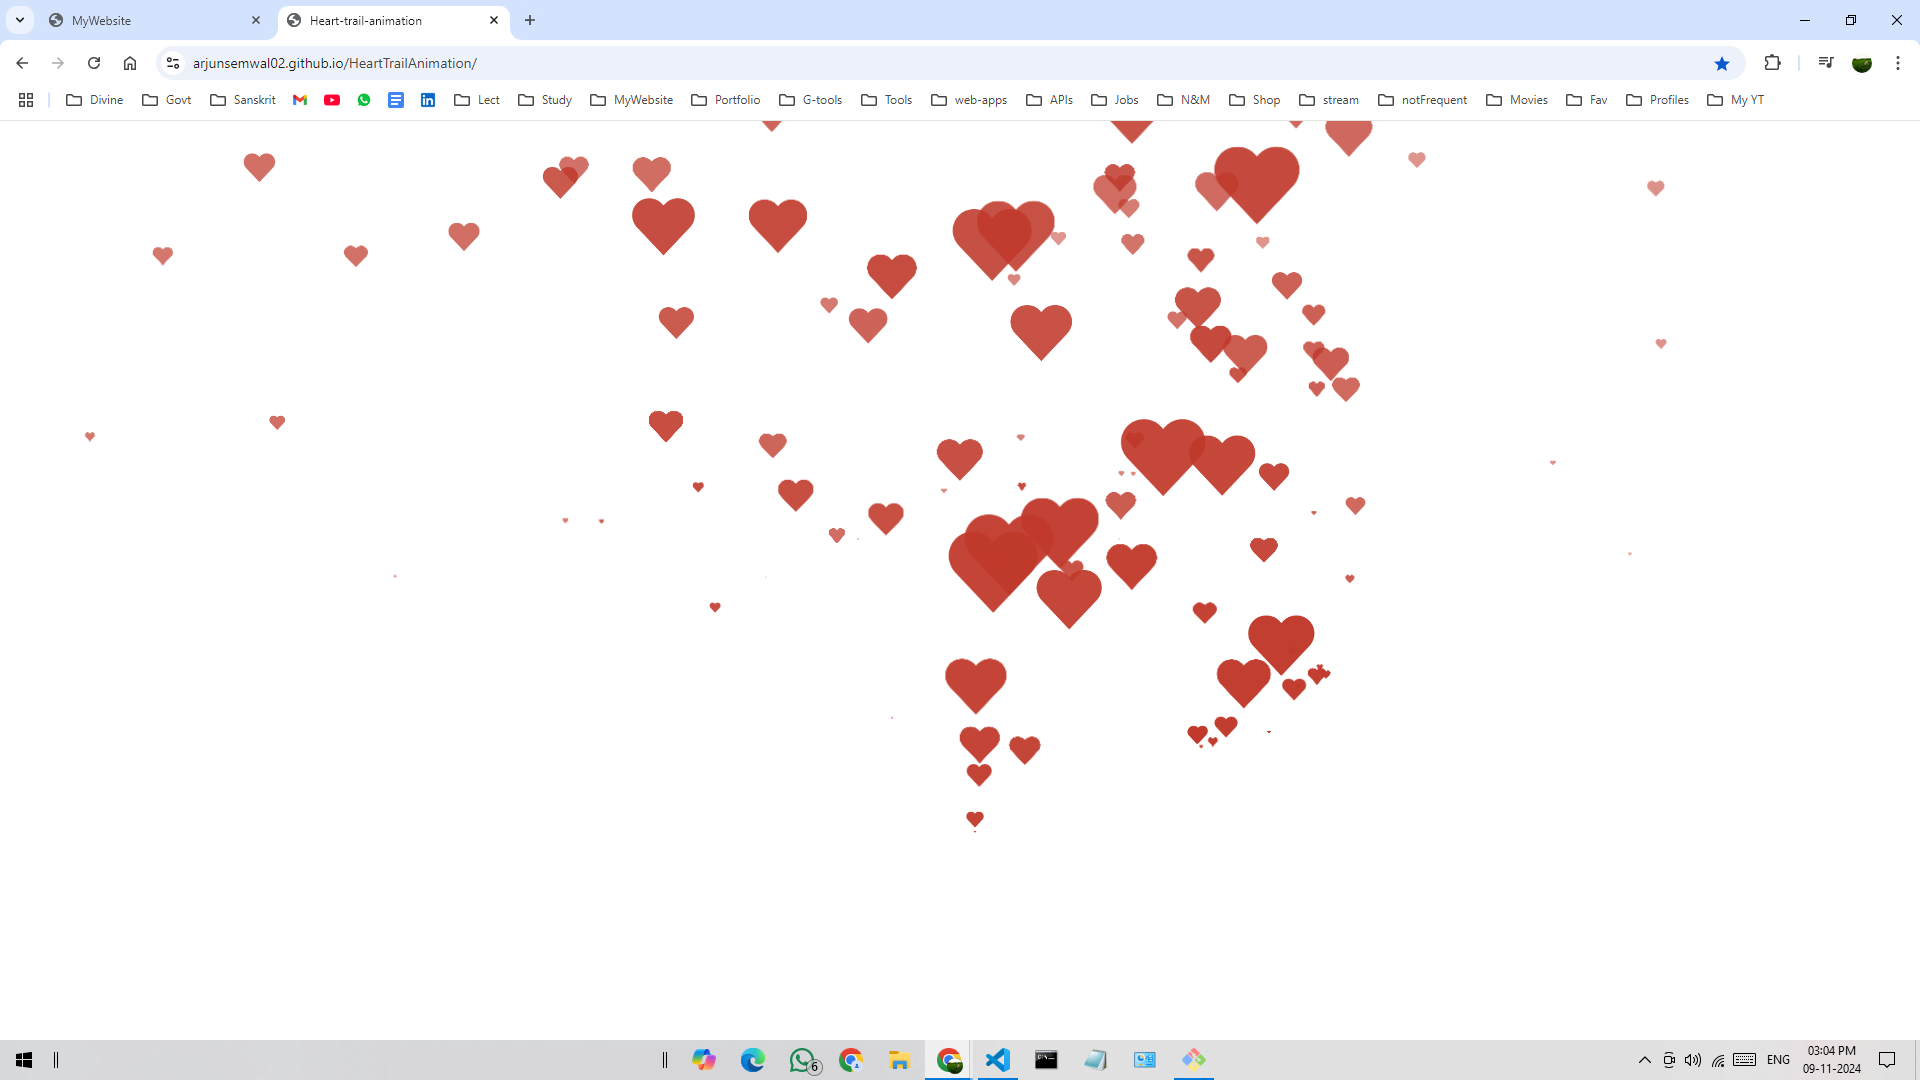 MyWebsite
Heart-trail-animation
arjunsemwal02.github.io/HeartTrailAnimation/
Divine Govt Sanskrit Lect Study MyWebsite Portfolio G-tools Tools web-apps APIs Jobs N&M Shop stream notFrequent Movies Fav Profiles My YT
6
ENG
03:04 PM
09-11-2024